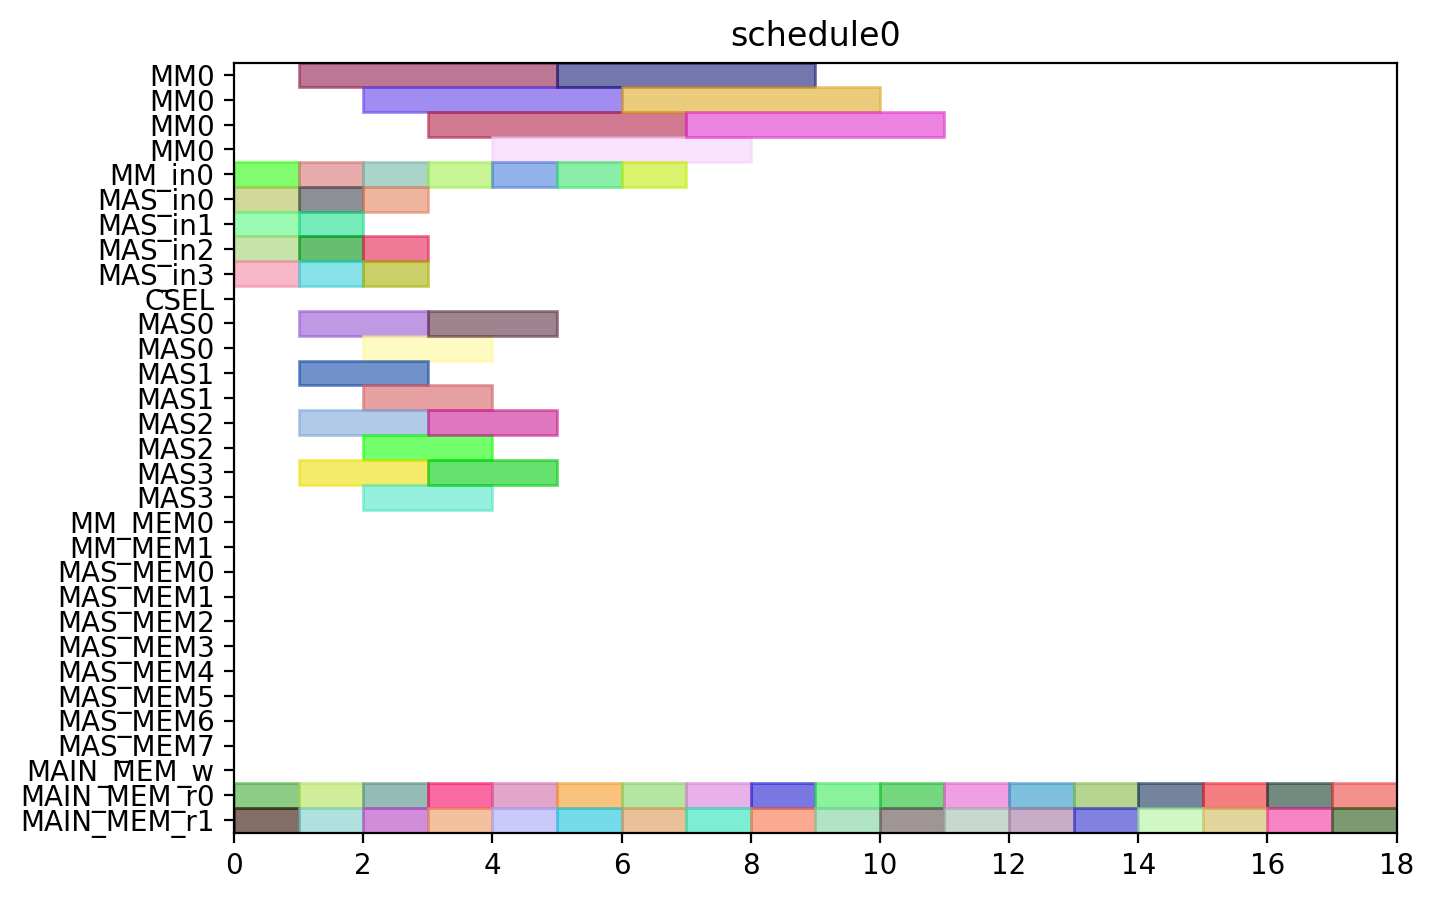 schedule0
MM0
MM0
MM0
MM0
MM_in0
MAS_in0
MAS_in1
MAS_in2
MAS_in3
CSEL
MAS0
MAS0
MAS1
MAS1
MAS2
MAS2
MAS3
MAS3
MM_MEM0
MM_MEM1
MAS_MEM0
MAS_MEM1
MAS_MEM2
MAS_MEM3
MAS_MEM4
MAS_MEM5
MAS_MEM6
MAS_MEM7
MAIN_MEM_w
MAIN_MEM_r0
MAIN_MEM_r1
0 2 4 6 8 10 12 14 16 18